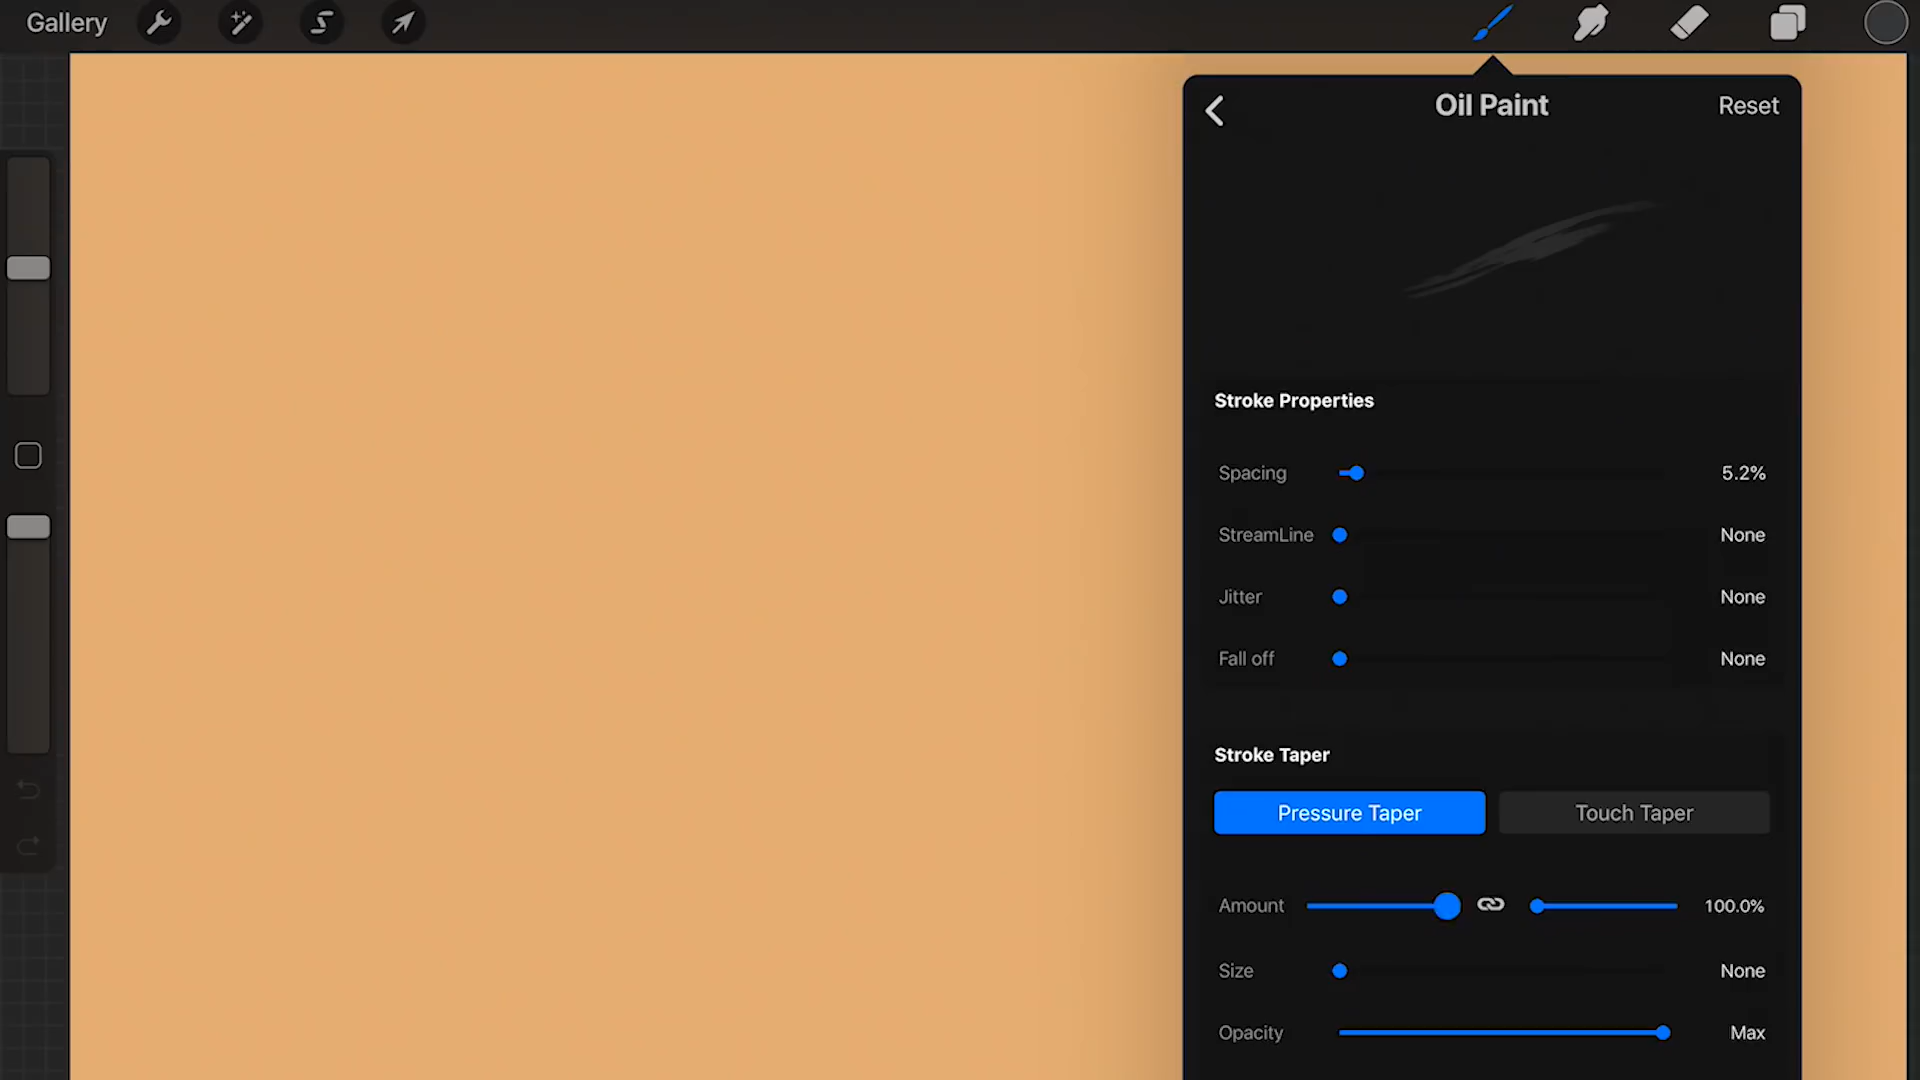 Gallery
Oil Paint
Reset
Stroke Properties
Spacing 5.2%
StreamLine None
Jitter None
Fall off None
Stroke Taper
Pressure Taper Touch Taper
Amount 100.0%
Size None
Opacity Max